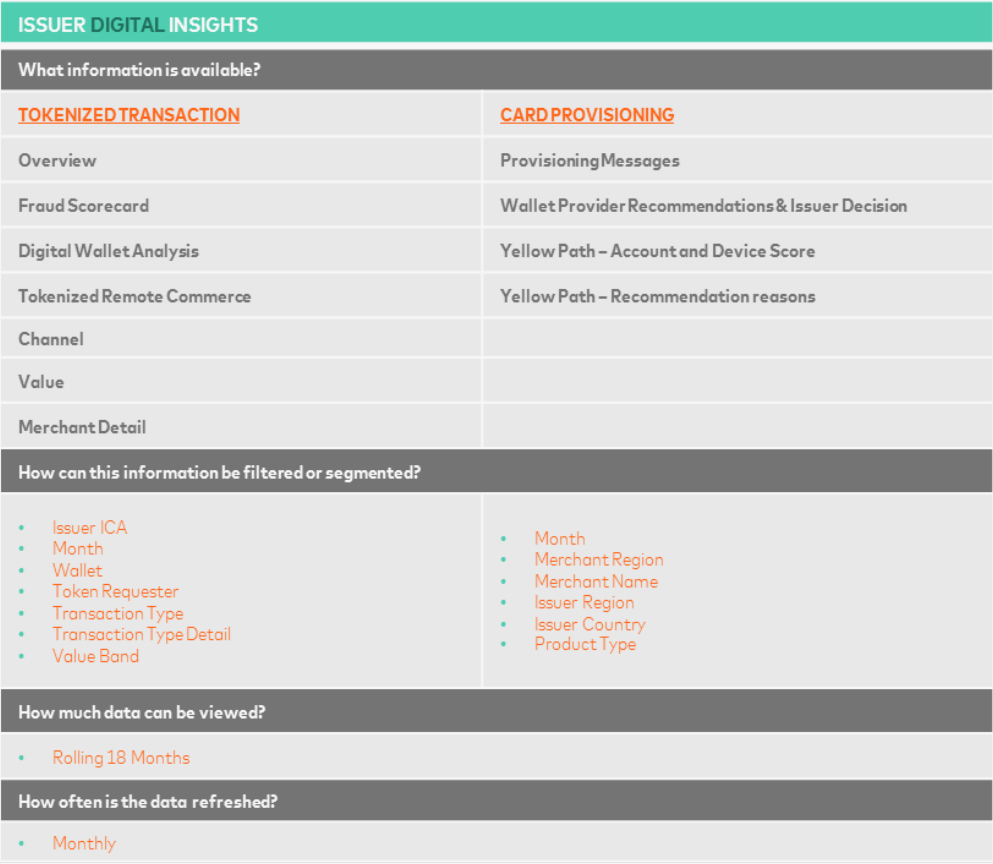 ISSUER DIGITAL INSIGHTS
What information is available?
TOKENIZED TRANSACTION
CARD PROVISIONING
Overview
Provisioning Messages
Fraud Scorecard
Wallet Provider Recommendations & Issuer Decision
Digital Wallet Analysis
Yellow Path – Account and Device Score
Tokenized Remote Commerce
Yellow Path – Recommendation reasons
Channel
Value
Merchant Detail
How can this information be filtered or segmented?
• Issuer ICA
• Month
• Wallet
• Token Requester
• Transaction Type
• Transaction Type Detail
• Value Band
• Month
• Merchant Region
• Merchant Name
• Issuer Region
• Issuer Country
• Product Type
How much data can be viewed?
• Rolling 18 Months
How often is the data refreshed?
• Monthly